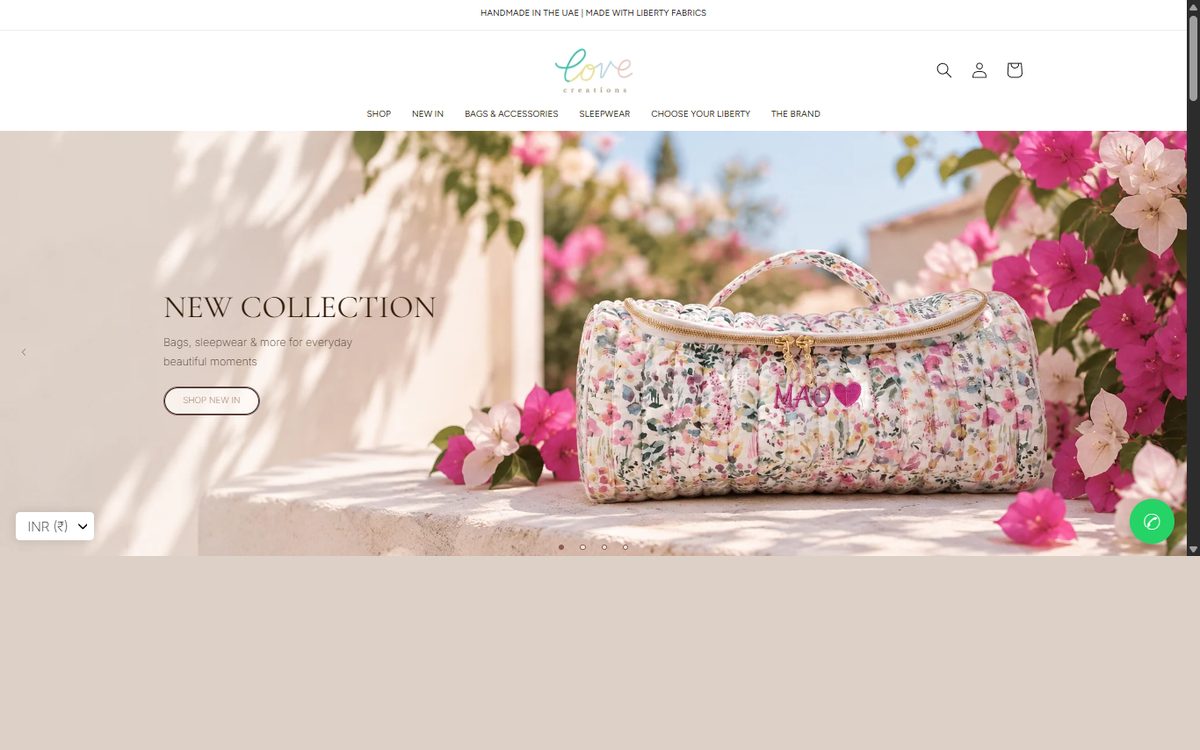 HANDMADE IN THE UAE | MADE WITH LIBERTY FABRICS
love
creations
SHOP
NEW IN
BAGS & ACCESSORIES
SLEEPWEAR
CHOOSE YOUR LIBERTY
THE BRAND
NEW COLLECTION
Bags, sleepwear & more for everyday
beautiful moments
SHOP NEW IN
MAO
INR (₹)